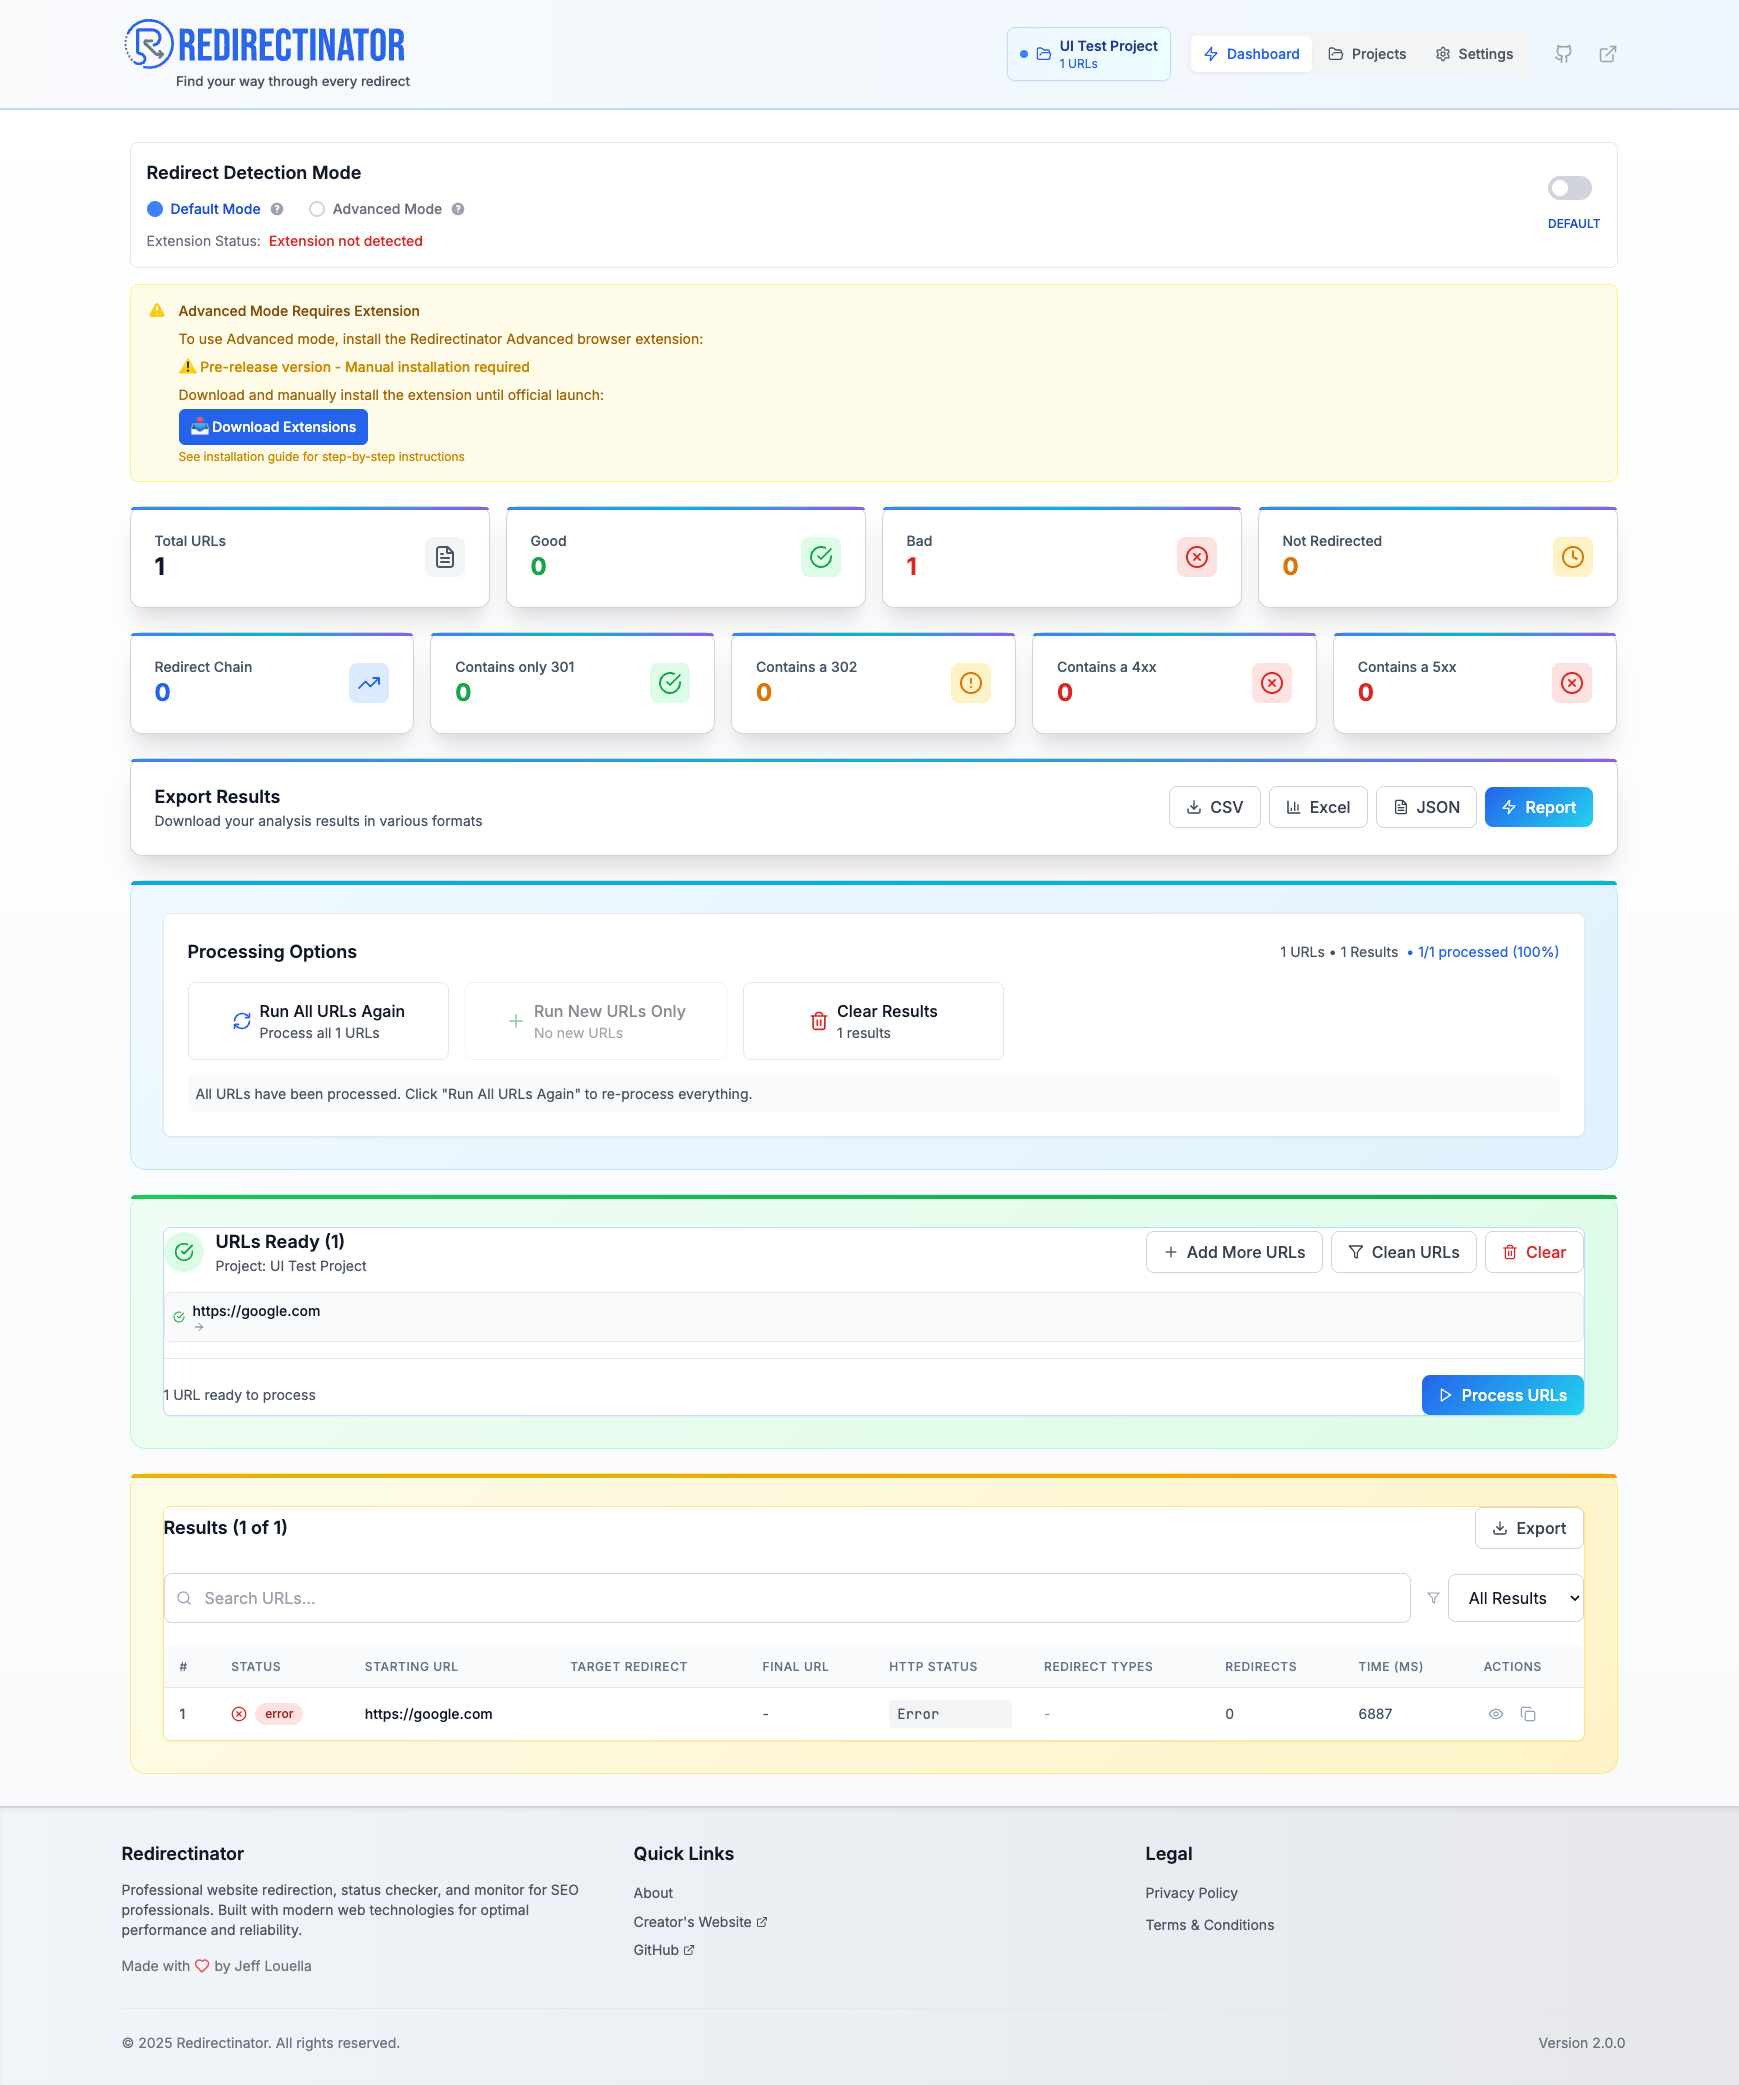 REDIRECTINATOR
Find your way through every redirect
UI Test Project
1 URLs
Dashboard
Projects
Settings
Redirect Detection Mode
Default Mode ?
Advanced Mode ?
Extension Status: Extension not detected
DEFAULT
Advanced Mode Requires Extension
To use Advanced mode, install the Redirectinator Advanced browser extension:
⚠️ Pre-release version - Manual installation required
Download and manually install the extension until official launch:
📥 Download Extensions
See installation guide for step-by-step instructions
Total URLs
1
Good
0
Bad
1
Not Redirected
0
Redirect Chain
0
Contains only 301
0
Contains a 302
0
Contains a 4xx
0
Contains a 5xx
0
Export Results
Download your analysis results in various formats
CSV
Excel
JSON
Report
Processing Options
1 URLs • 1 Results • 1/1 processed (100%)
Run All URLs Again
Process all 1 URLs
Run New URLs Only
No new URLs
Clear Results
1 results
All URLs have been processed. Click "Run All URLs Again" to re-process everything.
URLs Ready (1)
Project: UI Test Project
Add More URLs
Clean URLs
Clear
https://google.com
→
1 URL ready to process
Process URLs
Results (1 of 1)
Export
Search URLs...
All Results
# STATUS STARTING URL TARGET REDIRECT FINAL URL HTTP STATUS REDIRECT TYPES REDIRECTS TIME (MS) ACTIONS
1 error https://google.com - Error - 0 6887
Redirectinator
Professional website redirection, status checker, and monitor for SEO
professionals. Built with modern web technologies for optimal
performance and reliability.
Made with ♡ by Jeff Louella
Quick Links
About
Creator's Website
GitHub
Legal
Privacy Policy
Terms & Conditions
© 2025 Redirectinator. All rights reserved.
Version 2.0.0